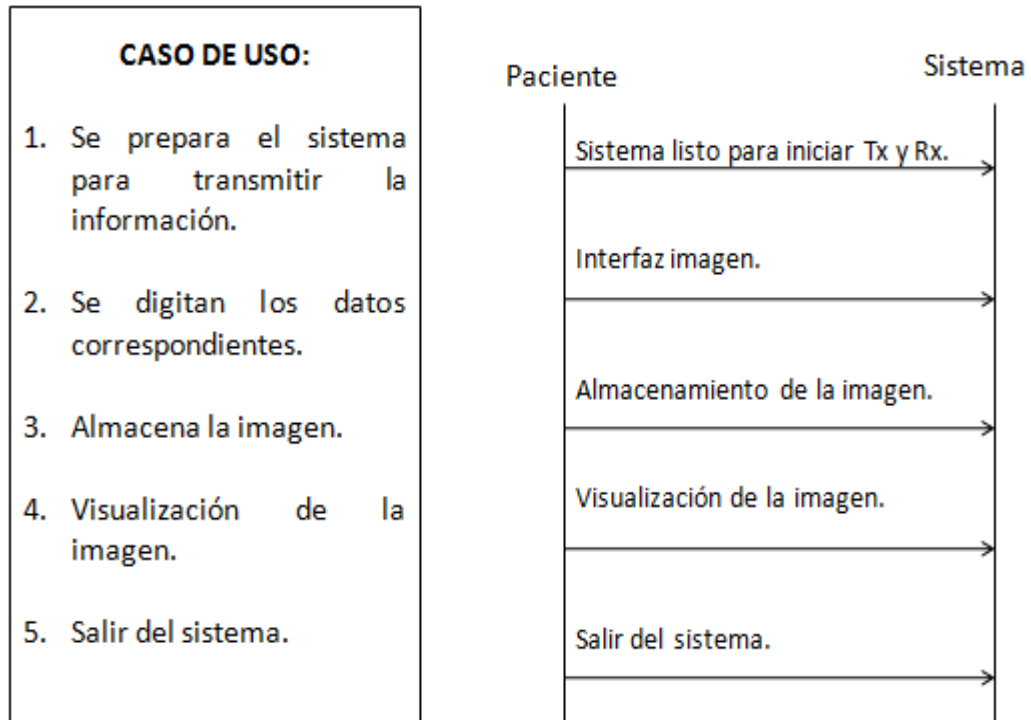 CASO DE USO:
1. Se prepara el sistema
para transmitir la
información.
2. Se digitan los datos
correspondientes.
3. Almacena la imagen.
4. Visualización de la
imagen.
5. Salir del sistema.
Paciente
Sistema
Sistema listo para iniciar Tx y Rx.
Interfaz imagen.
Almacenamiento de la imagen.
Visualización de la imagen.
Salir del sistema.